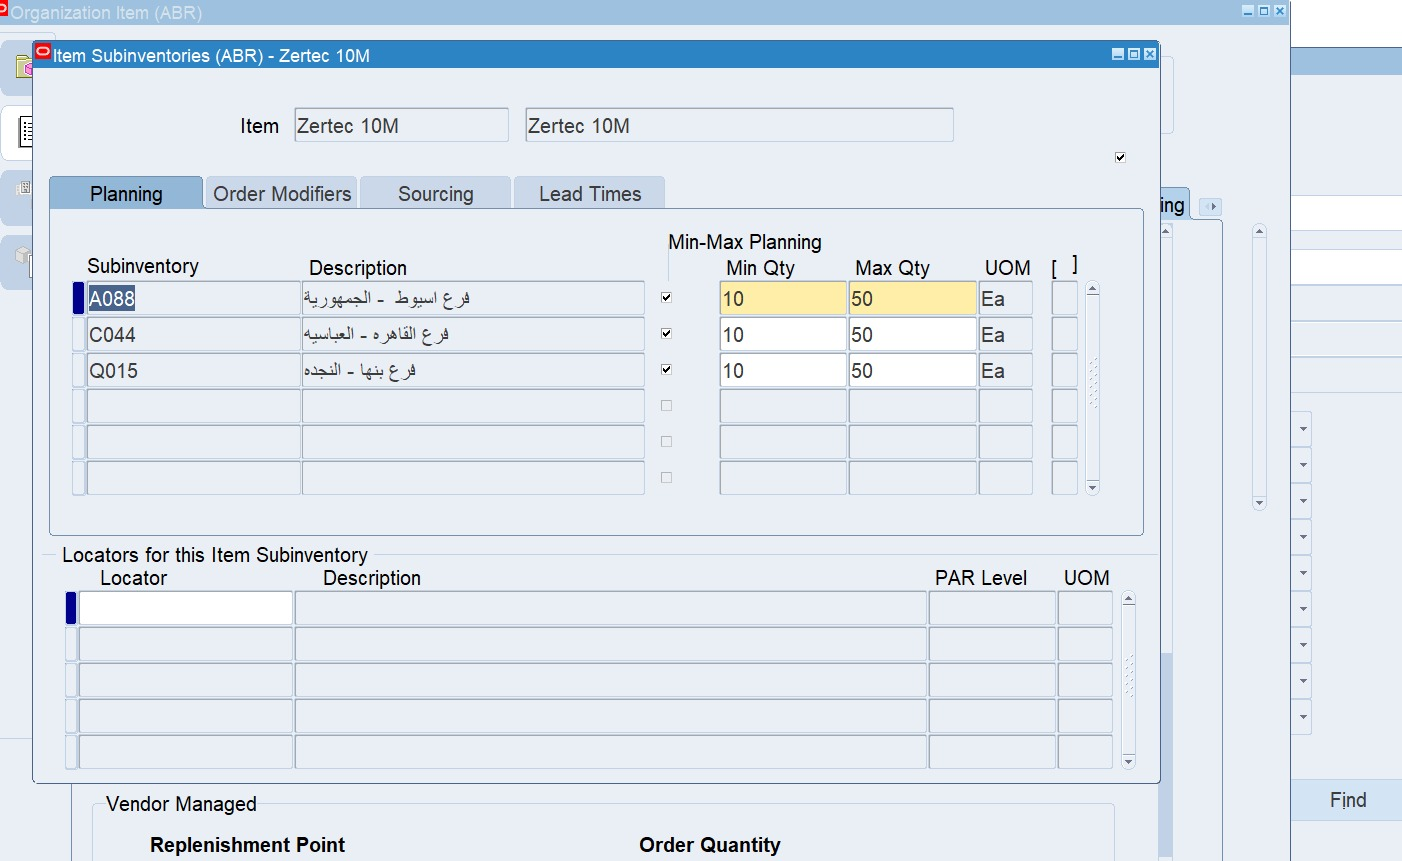 Organization Item (ABR)
Item Subinventories (ABR) - Zertec 10M
Item Zertec 10M Zertec 10M
Planning Order Modifiers Sourcing Lead Times
ing
Min-Max Planning
Subinventory Description Min Qty Max Qty UOM [ ]
A088 فرع اسيوط - الجمهورية 10 50 Ea
C044 فرع القاهره - العباسيه 10 50 Ea
Q015 فرع بنها - النجده 10 50 Ea
Locators for this Item Subinventory
Locator Description PAR Level UOM
Vendor Managed
Find
Replenishment Point Order Quantity